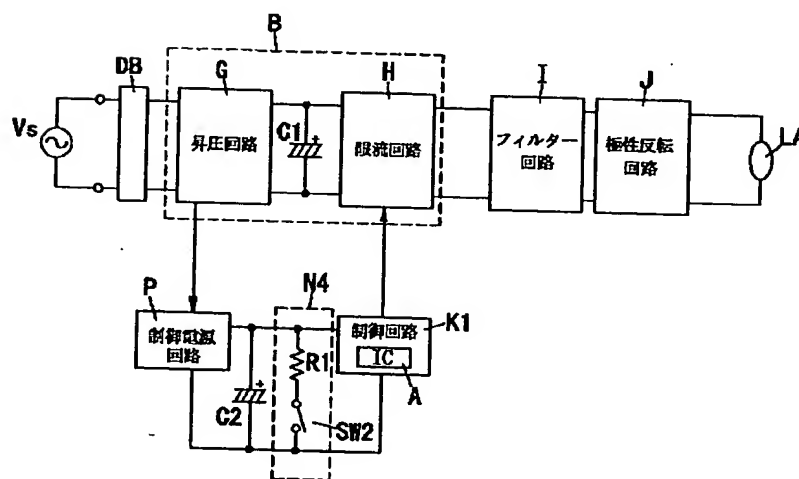 B
DB
G
H
I
J
Vs
昇圧回路
C1
+
限流回路
フィルター
回路
極性反転
回路
LA
P
N4
K1
制御電源
回路
制御回路
IC
R1
A
+
C2
SW2